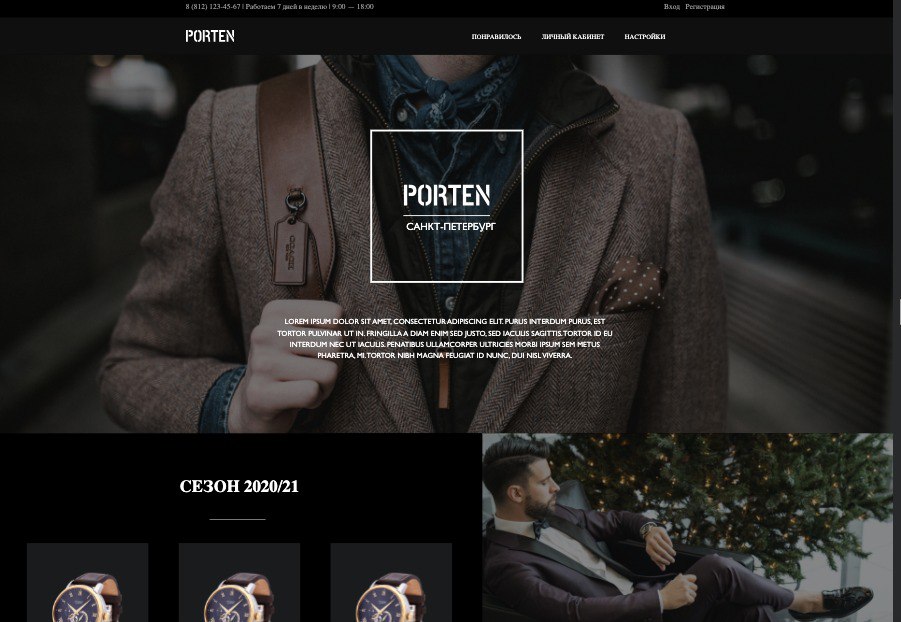 8 (812) 123-45-67 | Работаем 7 дней в неделю | 9:00 — 18:00
Вход Регистрация
PORTEN
ПОНРАВИЛОСЬ ЛИЧНЫЙ КАБИНЕТ НАСТРОЙКИ
PORTEN
САНКТ-ПЕТЕРБУРГ
LOREM IPSUM DOLOR SIT AMET, CONSECTETUR ADIPISCING ELIT. PURUS INTERDUM PURUS, EST
TORTOR PULVINAR UT IN. FRINGILLA A DIAM ENIM SED JUSTO, SED IACULIS SAGITTIS. TORTOR ID EU
INTERDUM NEC UT IACULIS. PENATIBUS ULLAMCORPER ULTRICIES MORBI IPSUM SEM METUS
PHARETRA, MI. TORTOR NIBH MAGNA FEUGIAT ID NUNC, DUI NISL VIVERRA.
СЕЗОН 2020/21